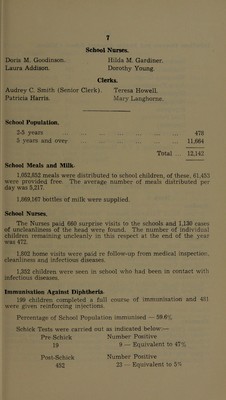 7
School Nurses.
Doris M. Goodinson. Hilda M. Gardiner.
Laura Addison. Dorothy Young.
Clerks.
Audrey C. Smith (Senior Clerk). Teresa Howell.
Patricia Harris. Mary Langhorne.
School Population.
2-5 years 478
5 years and over 11,664
Total 12,142
School Meals and Milk.
1,052,653 meals were distributed to school children, of these, 61,433
were provided free. The average number of meals distributed per
day was 5,217.
1,869,167 bottles of milk were supplied.
School Nurses.
The Nurses paid 660 surprise visits to the schools and 1,130 cases
of uncleanliness of the head were found. The number of individual
children remaining uncleanly in this respect at the end of the year
was 472.
1,802 home visits were paid re follow-up from medical inspection,
cleanliness and infectious diseases.
1,352 children were seen in school who had been in contact with
infectious diseases.
Immunisation Against Diphtheria.
199 children completed a full course of immunisation and 481
were given reinforcing injections.
Percentage of School Population immunised — 59.6%
Schick Tests were carried out as indicated below:—
Pre-Schick Number Positive
19 9 — Equivalent to 47%
Post-Schick Number Positive
452 23 — Equivalent to 5%